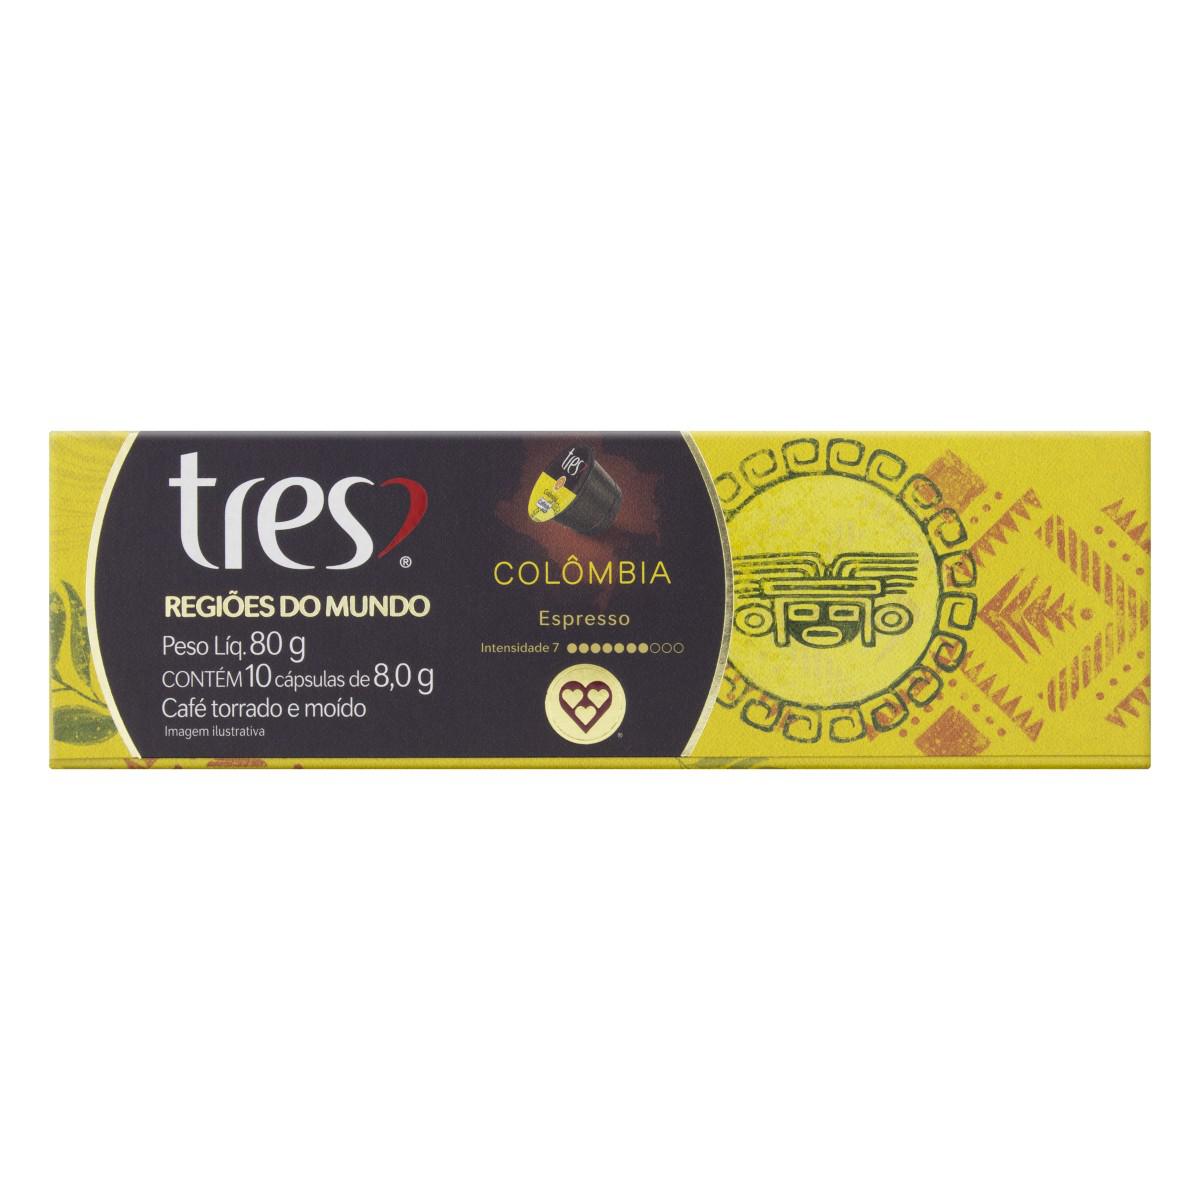 tres
®
REGIÕES DO MUNDO
Peso Líq. 80 g
CONTÉM 10 cápsulas de 8,0 g
Café torrado e moído
Imagem ilustrativa
tres
COLÔMBIA
Espresso
Intensidade 7
®